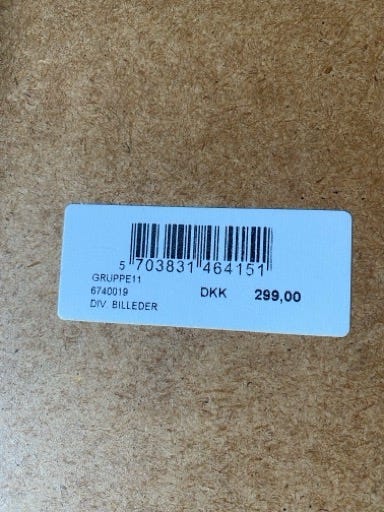 5 703831 464151
GRUPPE11
6740019
DKK 299,00
DIV. BILLEDER